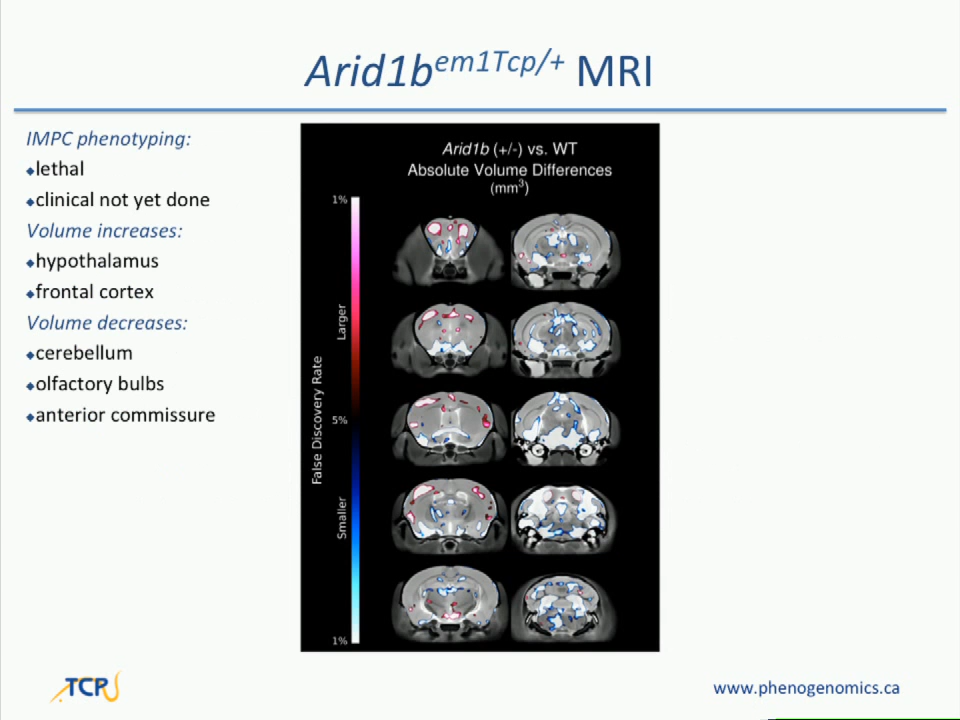 Arid1b^em1Tcp/+ MRI
IMPC phenotyping:
◆lethal
◆clinical not yet done
Volume increases:
◆hypothalamus
◆frontal cortex
Volume decreases:
◆cerebellum
◆olfactory bulbs
◆anterior commissure
Arid1b (+/-) vs. WT
Absolute Volume Differences
(mm³)
1%
Larger
False Discovery Rate
5%
Smaller
1%
TCP
www.phenogenomics.ca